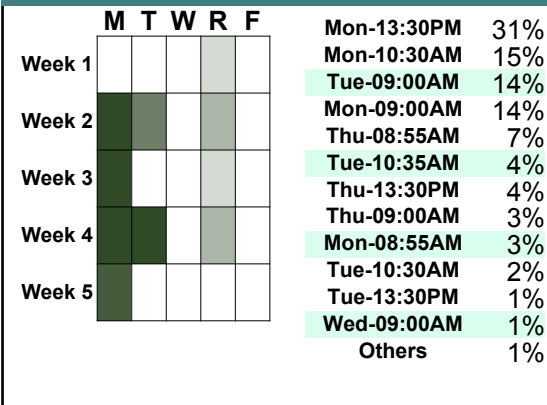 M T W R F
Week 1
Week 2
Week 3
Week 4
Week 5
Mon-13:30PM 31%
Mon-10:30AM 15%
Tue-09:00AM 14%
Mon-09:00AM 14%
Thu-08:55AM 7%
Tue-10:35AM 4%
Thu-13:30PM 4%
Thu-09:00AM 3%
Mon-08:55AM 3%
Tue-10:30AM 2%
Tue-13:30PM 1%
Wed-09:00AM 1%
Others 1%